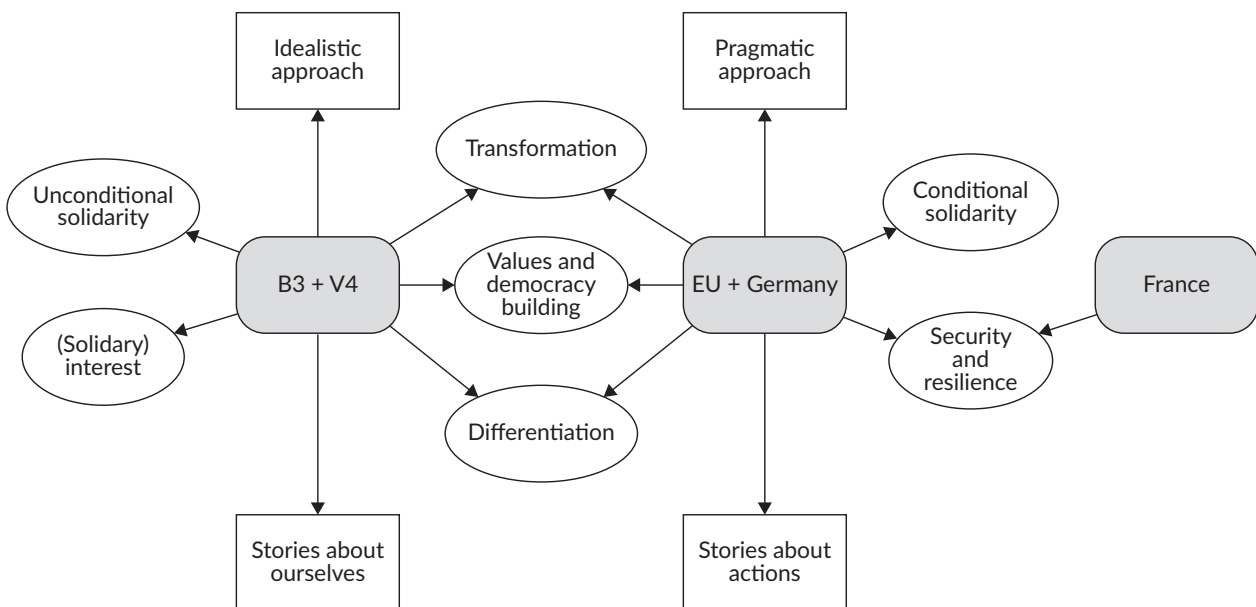 Idealistic
approach
Pragmatic
approach
Transformation
Unconditional
solidarity
Conditional
solidarity
B3 + V4
Values and
democracy
building
EU + Germany
France
(Solidary)
interest
Security
and
resilience
Differentiation
Stories about
ourselves
Stories about
actions